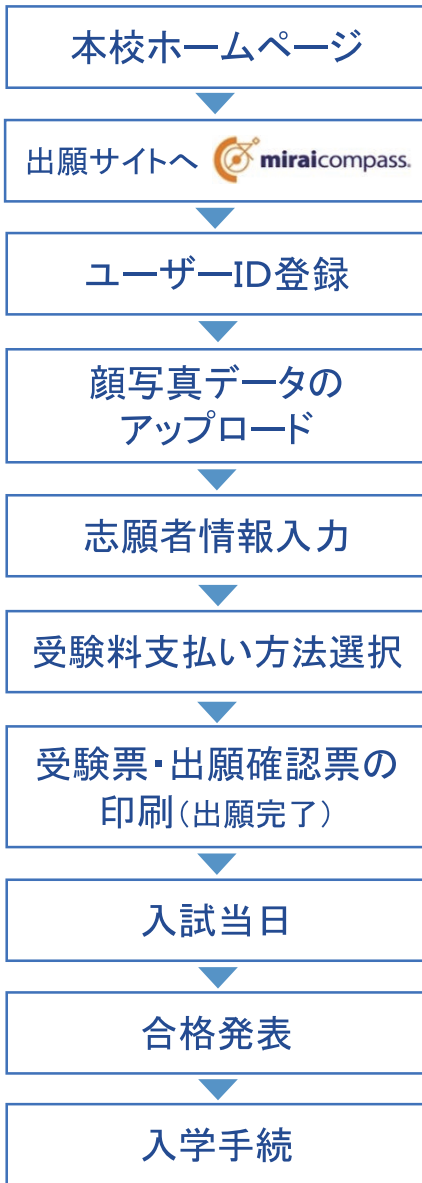 本校ホームページ
出願サイトへ miraicompass.
ユーザーID登録
顔写真データの
アップロード
志願者情報入力
受験料支払い方法選択
受験票・出願確認票の
印刷（出願完了）
入試当日
合格発表
入学手続